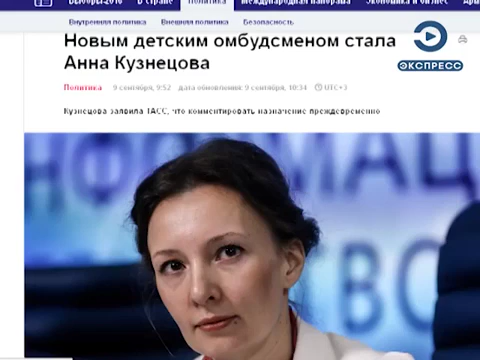 Выборы-2016 В стране Политика Международная панорама Экономика и бизнес
Внутренняя политика Внешняя политика Безопасность
Новым детским омбудсменом стала
Анна Кузнецова
ЭКСПРЕСС
Политика 9 сентября, 9:52 дата обновления: 9 сентября, 10:34 UTC+3
Кузнецова заявила ТАСС, что комментировать назначение преждевременно
ИНФОРМАЦ
ТВО